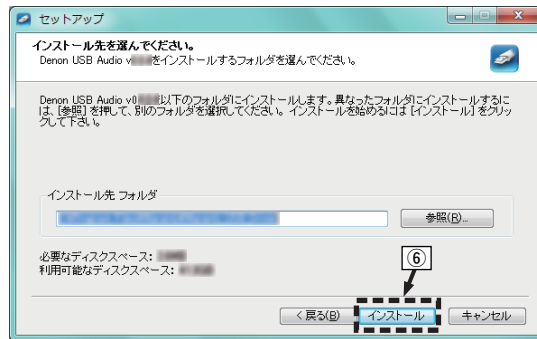 セットアップ
インストール先を選んでください。
Denon USB Audio v をインストールするフォルダを選んでください。
Denon USB Audio v0 以下のフォルダにインストールします。異なったフォルダにインストールするに
は、[参照] を押して、別のフォルダを選択してください。インストールを始めるには [インストール] をクリッ
クして下さい。
インストール先 フォルダ
参照(R)...
必要なディスクスペース:
利用可能なディスクスペース:
⑥
< 戻る(B)
インストール
キャンセル